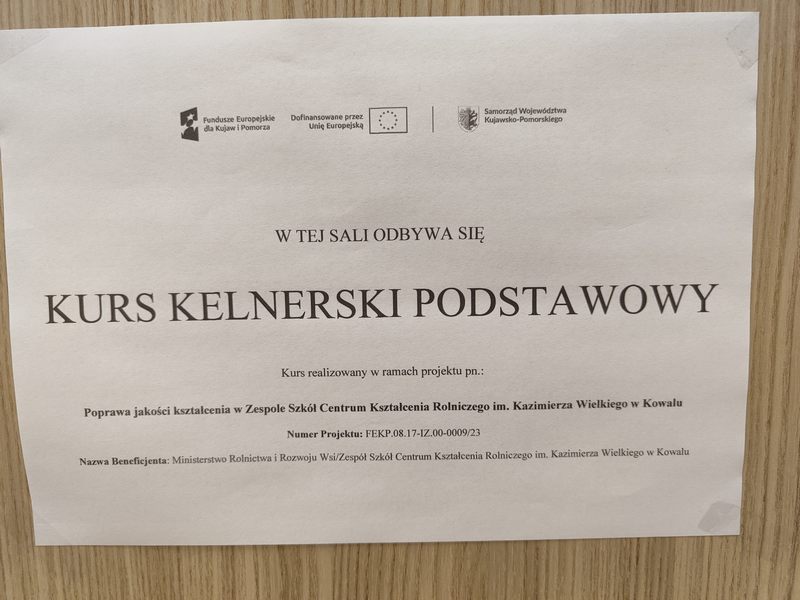 Fundusze Europejskie
dla Kujaw i Pomorza
Dofinansowane przez
Unię Europejską
Samorząd Województwa
Kujawsko-Pomorskiego
W TEJ SALI ODBYWA SIĘ
KURS KELNERSKI PODSTAWOWY
Kurs realizowany w ramach projektu pn.:
Poprawa jakości kształcenia w Zespole Szkół Centrum Kształcenia Rolniczego im. Kazimierza Wielkiego w Kowalu
Numer Projektu: FEKP.08.17-IZ.00-0009/23
Nazwa Beneficjenta: Ministerstwo Rolnictwa i Rozwoju Wsi/Zespół Szkół Centrum Kształcenia Rolniczego im. Kazimierza Wielkiego w Kowalu